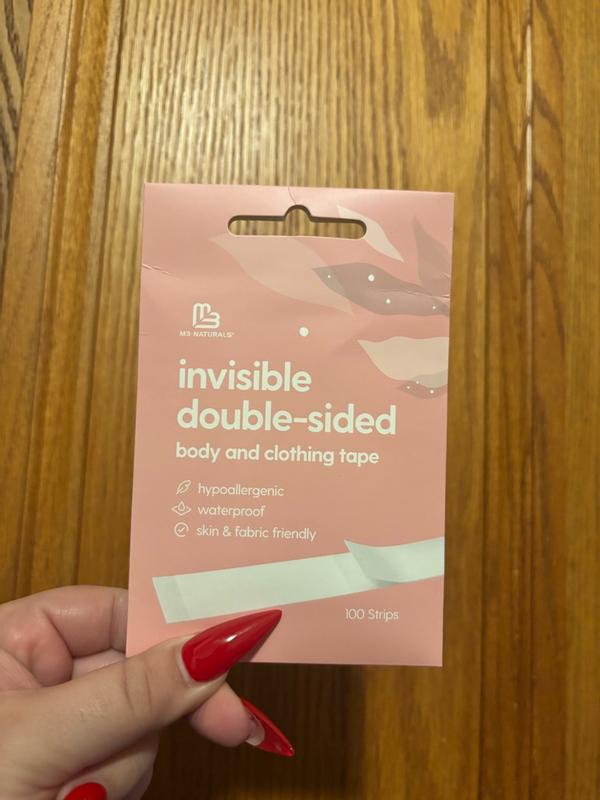 M3·NATURALS®
invisible
double-sided
body and clothing tape
hypoallergenic
waterproof
skin & fabric friendly
100 Strips